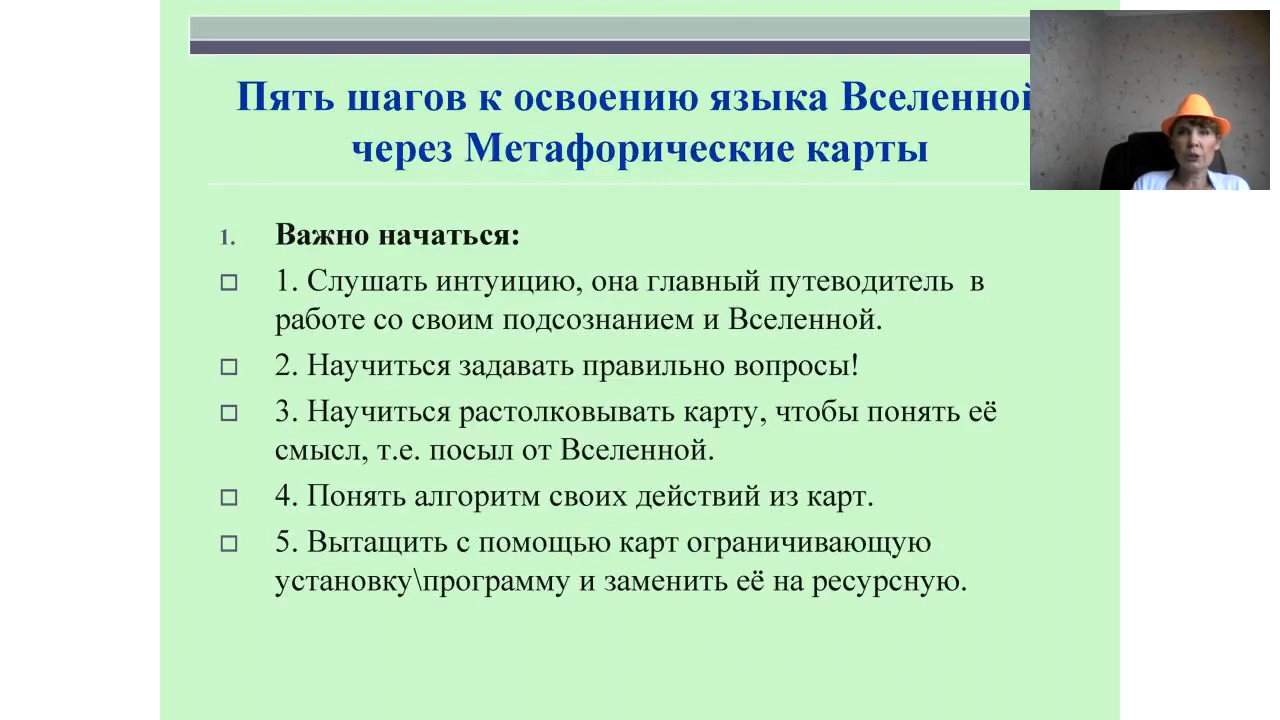 Пять шагов к освоению языка Вселенной
через Метафорические карты
1. Важно начаться:
1. Слушать интуицию, она главный путеводитель в
работе со своим подсознанием и Вселенной.
2. Научиться задавать правильно вопросы!
3. Научиться растолковывать карту, чтобы понять её
смысл, т.е. посыл от Вселенной.
4. Понять алгоритм своих действий из карт.
5. Вытащить с помощью карт ограничивающую
установку\программу и заменить её на ресурсную.